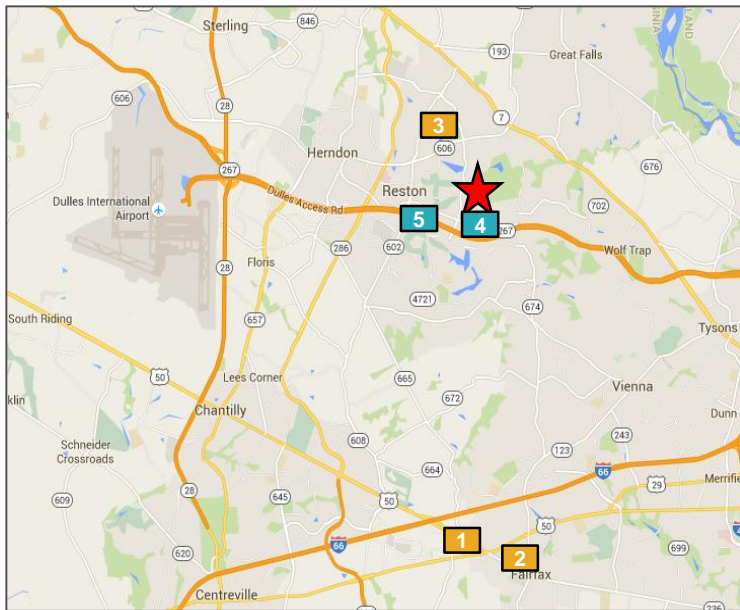 Sterling
846
193
Great Falls
28
606
7
3
606
Herndon
676
267
Reston
Dulles International
Airport
Dulles Access Rd
702
5
4
267
602
Wolf Trap
286
Floris
28
4721
674
657
South Riding
Tysons
50
Lees Corner
665
Vienna
klin
672
Chantilly
Dunn
243
608
123
Schneider
Crossroads
664
66
Merrifie
29
28
609
645
50
50
1
66
2
699
620
Fairfax
Centreville
236